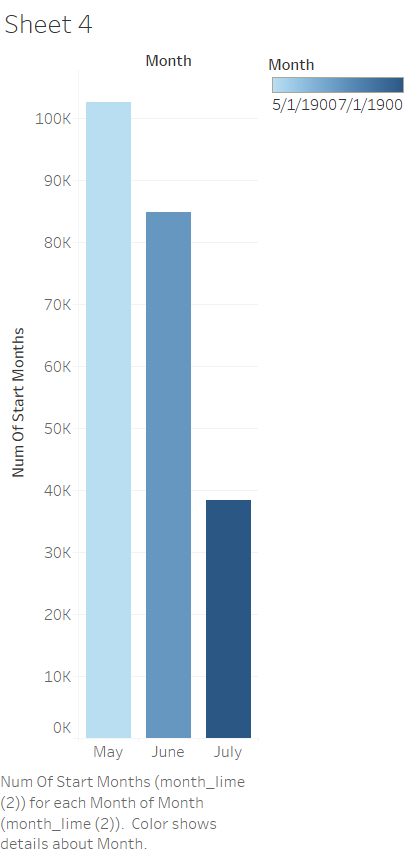 Sheet 4
Month
Month
5/1/1900 7/1/1900
100K
90K
80K
70K
60K
50K
40K
30K
20K
10K
0K
Num Of Start Months
May June July
Num Of Start Months (month_lime
(2)) for each Month of Month
(month_lime (2)).  Color shows
details about Month.